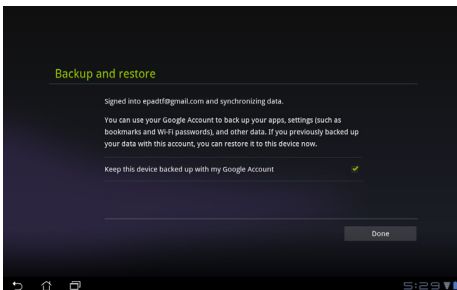 Backup and restore
Signed into epadtf@gmail.com and synchronizing data.
You can use your Google Account to back up your apps, settings (such as
bookmarks and Wi-Fi passwords), and other data. If you previously backed up
your data with this account, you can restore it to this device now.
Keep this device backed up with my Google Account
Done
5:29